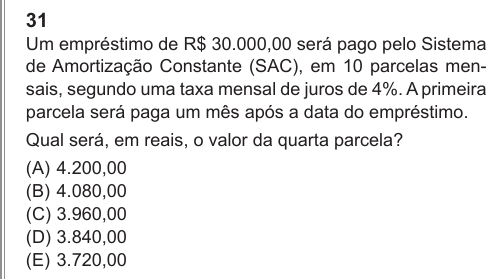 31
Um empréstimo de R$ 30.000,00 será pago pelo Sistema
de Amortização Constante (SAC), em 10 parcelas men-
sais, segundo uma taxa mensal de juros de 4%. A primeira
parcela será paga um mês após a data do empréstimo.
Qual será, em reais, o valor da quarta parcela?
(A) 4.200,00
(B) 4.080,00
(C) 3.960,00
(D) 3.840,00
(E) 3.720,00